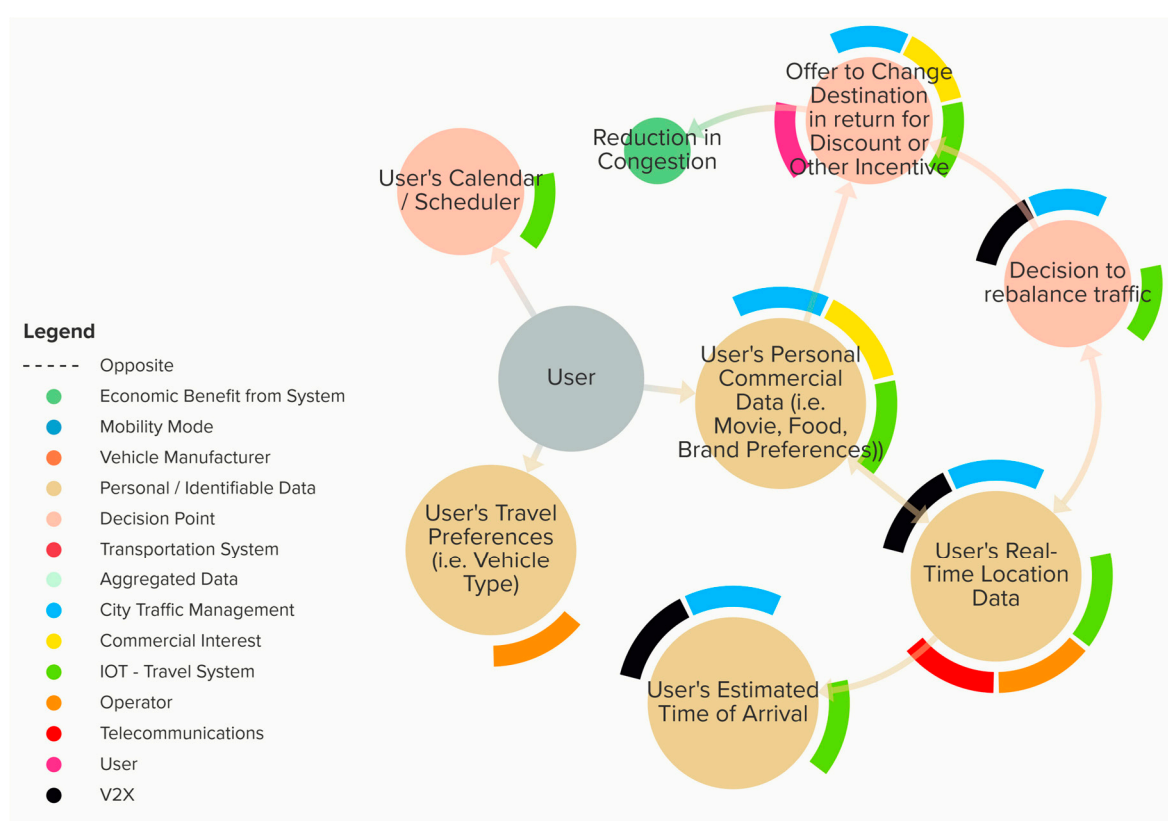 Offer to Change
Destination
in return for
Discount or
Other Incentive
Reduction in
Congestion
User's Calendar
/ Scheduler
Decision to
rebalance traffic
User
User's Personal
Commercial
Data (i.e.
Movie, Food,
Brand Preferences))
User's Travel
Preferences
(i.e. Vehicle
Type)
User's Real-
Time Location
Data
User's Estimated
Time of Arrival
Legend
Opposite
Economic Benefit from System
Mobility Mode
Vehicle Manufacturer
Personal / Identifiable Data
Decision Point
Transportation System
Aggregated Data
City Traffic Management
Commercial Interest
IOT - Travel System
Operator
Telecommunications
User
V2X